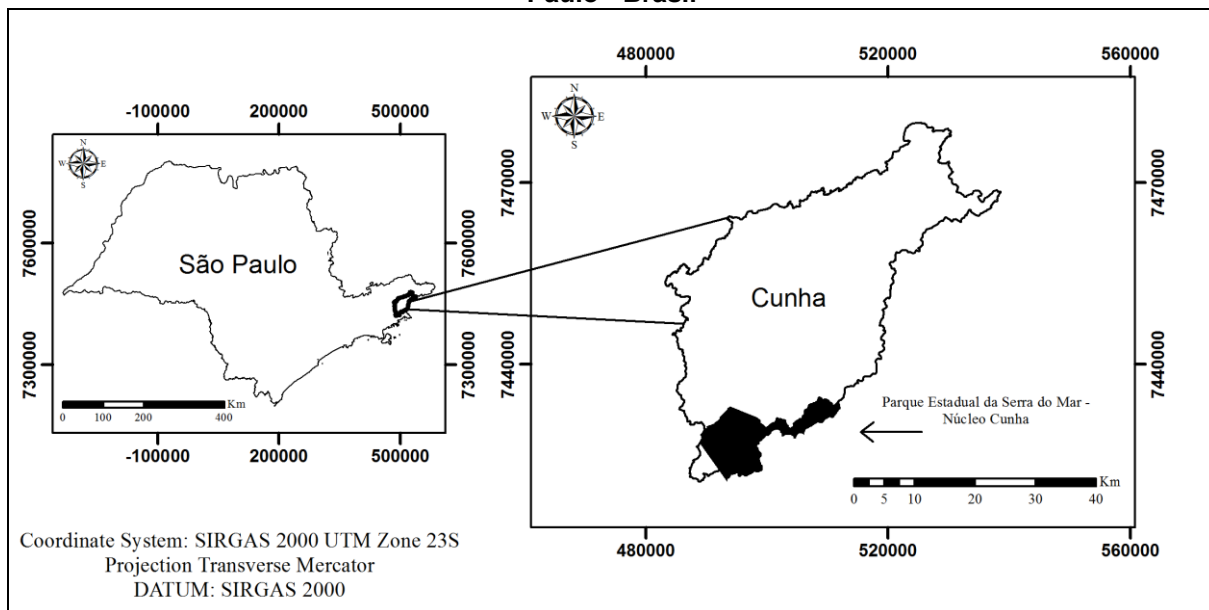 Paulo - Brasil
480000 520000 560000
-100000 200000 500000
N
W E
S
7600000 7600000
São Paulo
7300000 7300000
Km
0 100 200 400
-100000 200000 500000
N
W E
S
7470000 7470000
Cunha
7440000 7440000
Parque Estadual da Serra do Mar -
Núcleo Cunha
Km
0 5 10 20 30 40
480000 520000 560000
Coordinate System: SIRGAS 2000 UTM Zone 23S
Projection Transverse Mercator
DATUM: SIRGAS 2000